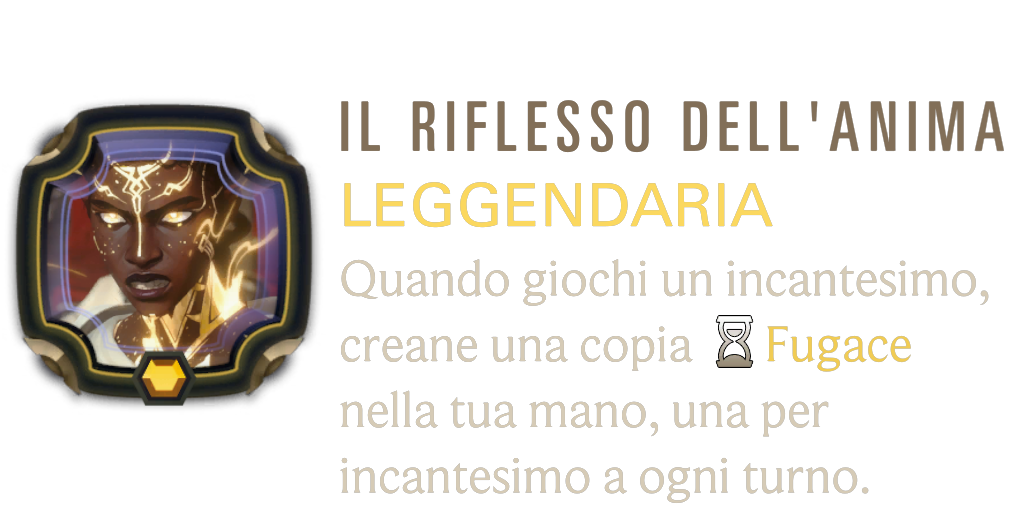 IL RIFLESSO DELL'ANIMA
LEGGENDARIA
Quando giochi un incantesimo,
creane una copia Fugace
nella tua mano, una per
incantesimo a ogni turno.